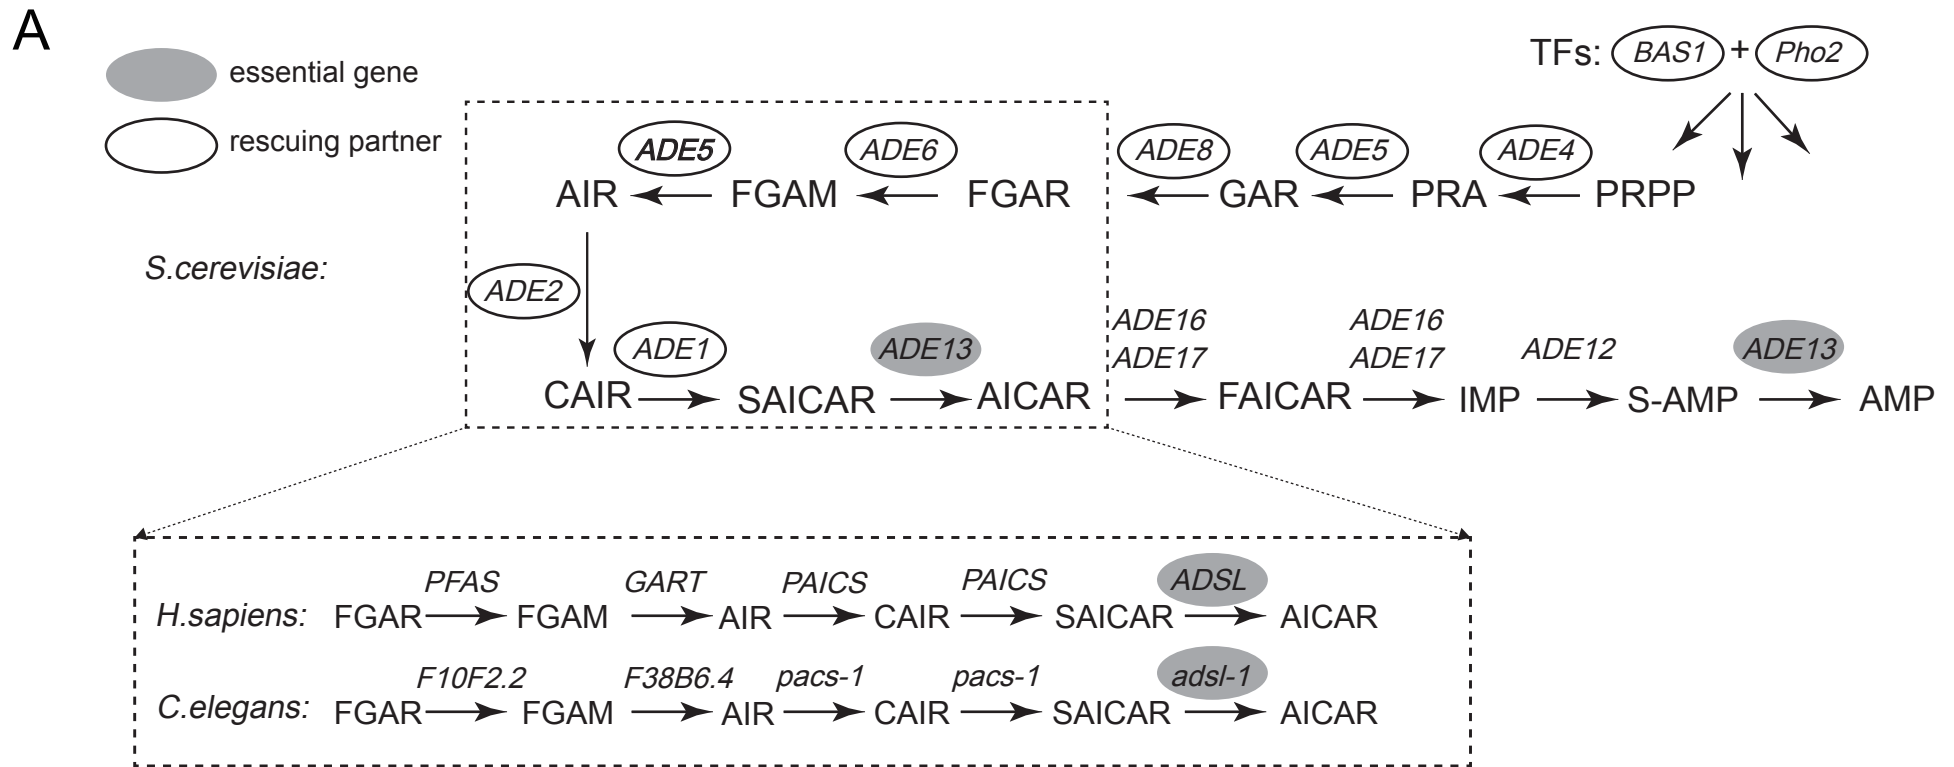 A
essential gene
rescuing partner
TFs: BAS1 + Pho2
ADE5 ADE6 ADE8 ADE5 ADE4
AIR FGAM FGAR GAR PRA PRPP
S.cerevisiae:
ADE2
ADE16 ADE16
ADE1 ADE13 ADE17 ADE17 ADE12 ADE13
CAIR SAICAR AICAR FAICAR IMP S-AMP AMP
PFAS GART PAICS PAICS ADSL
H.sapiens: FGAR FGAM AIR CAIR SAICAR AICAR
F10F2.2 F38B6.4 pacs-1 pacs-1 adsl-1
C.elegans: FGAR FGAM AIR CAIR SAICAR AICAR